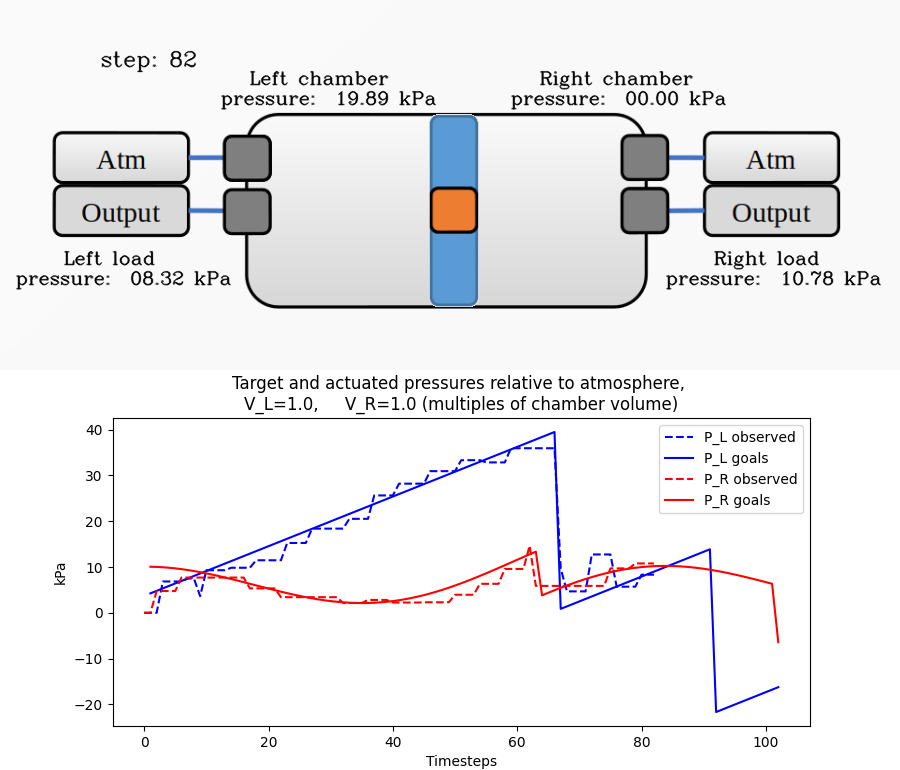 step: 82
Left chamber
pressure: 19.89 kPa
Right chamber
pressure: 00.00 kPa
Atm
Output
Atm
Output
Left load
pressure: 08.32 kPa
Right load
pressure: 10.78 kPa
Target and actuated pressures relative to atmosphere,
V_L=1.0, V_R=1.0 (multiples of chamber volume)
P_L observed
P_L goals
P_R observed
P_R goals
kPa
40
30
20
10
0
−10
−20
0 20 40 60 80 100
Timesteps